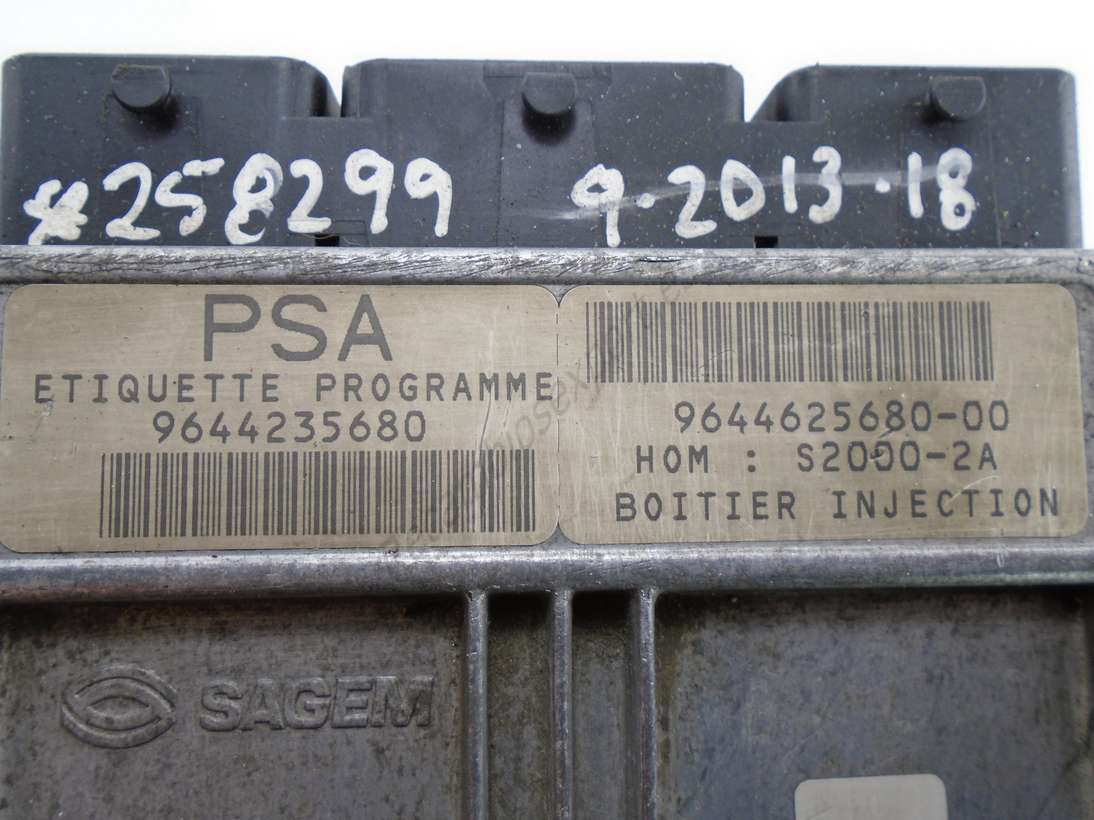 *258299 9.2013.18
PSA
ETIQUETTE PROGRAMME
9644235680
9644625680-00
HOM : S2000-2A
BOITIER INJECTION
SAGEM